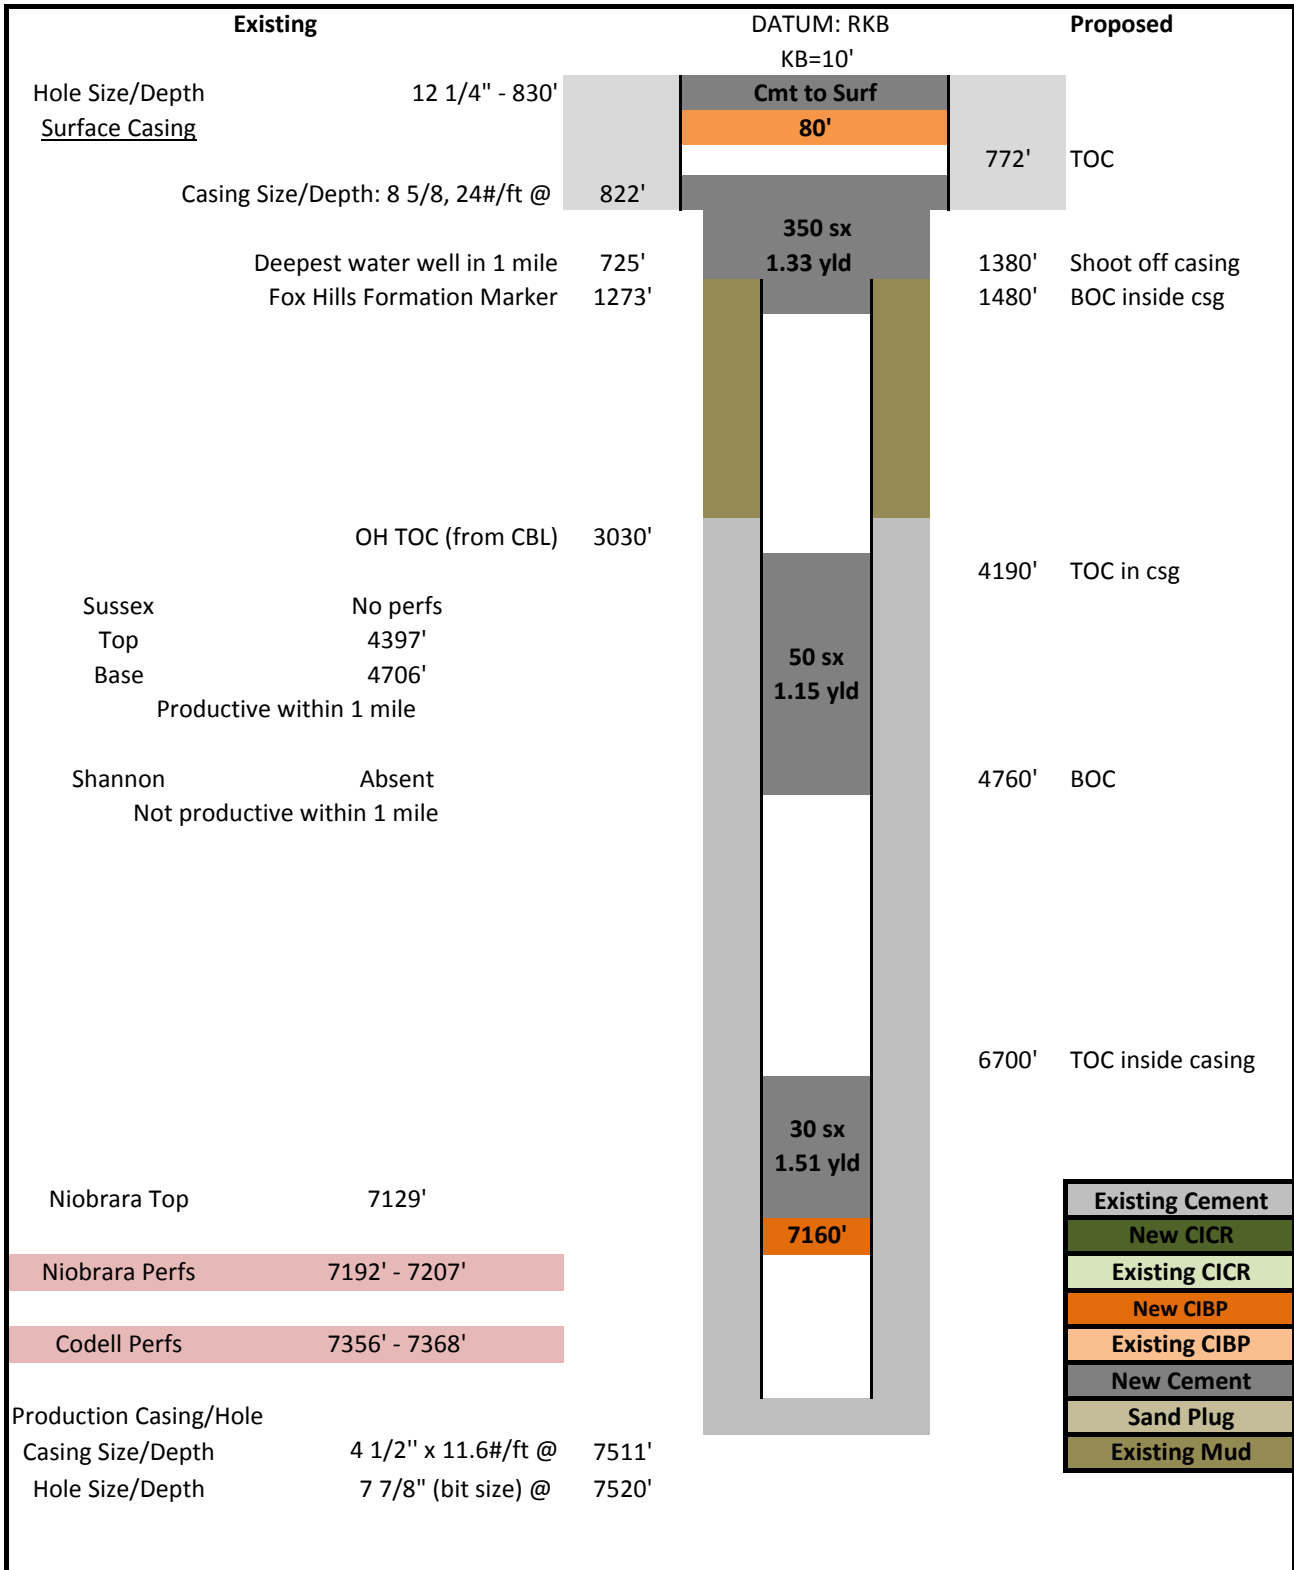 Existing DATUM: RKB Proposed
KB=10'
Hole Size/Depth 12 1/4" - 830' Cmt to Surf
Surface Casing 80'
772' TOC
Casing Size/Depth: 8 5/8, 24#/ft @ 822'
350 sx
Deepest water well in 1 mile 725' 1.33 yld 1380' Shoot off casing
Fox Hills Formation Marker 1273' 1480' BOC inside csg
OH TOC (from CBL) 3030'
4190' TOC in csg
Sussex No perfs
Top 4397'
Base 4706' 50 sx
1.15 yld
Productive within 1 mile
Shannon Absent 4760' BOC
Not productive within 1 mile
6700' TOC inside casing
30 sx
1.51 yld
Niobrara Top 7129' Existing Cement
7160' New CICR
Niobrara Perfs 7192' - 7207' Existing CICR
New CIBP
Codell Perfs 7356' - 7368' Existing CIBP
New Cement
Production Casing/Hole Sand Plug
Casing Size/Depth 4 1/2'' x 11.6#/ft @ 7511' Existing Mud
Hole Size/Depth 7 7/8" (bit size) @ 7520'